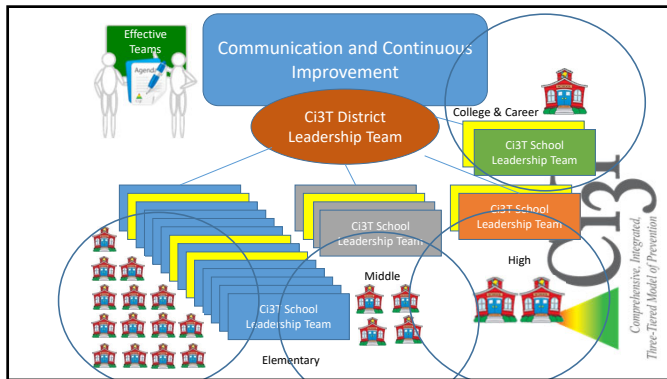 Effective
Teams
Agenda
Communication and Continuous
Improvement
Ci3T District
Leadership Team
College & Career
Ci3T School
Leadership Team
Ci3T School
Leadership Team
Ci3T School
Leadership Team
High
Middle
Ci3T School
Leadership Team
Elementary
Ci3T
Comprehensive, Integrated,
Three-Tiered Model of Prevention